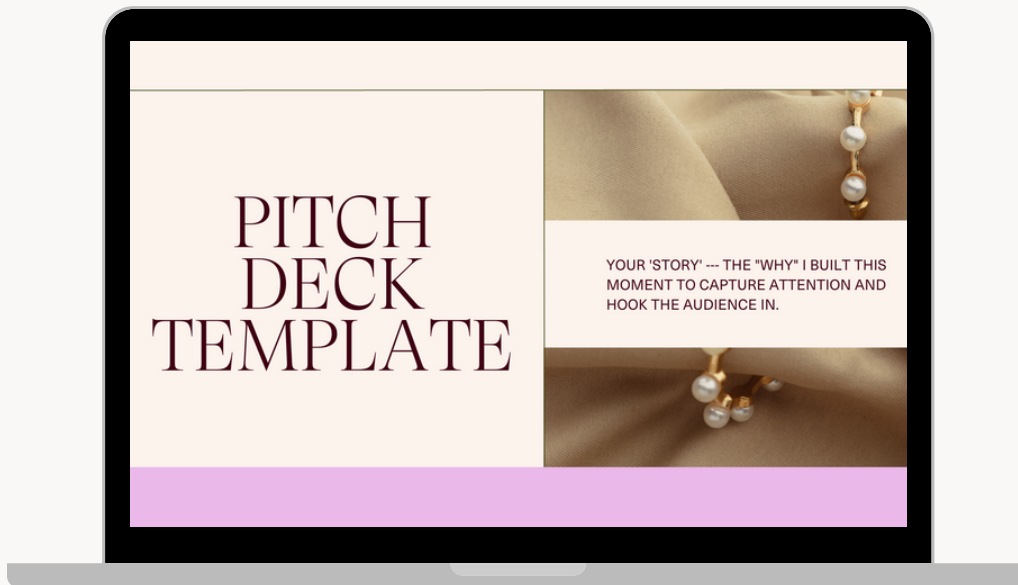 PITCH
DECK
TEMPLATE
YOUR 'STORY' --- THE "WHY" I BUILT THIS
MOMENT TO CAPTURE ATTENTION AND
HOOK THE AUDIENCE IN.